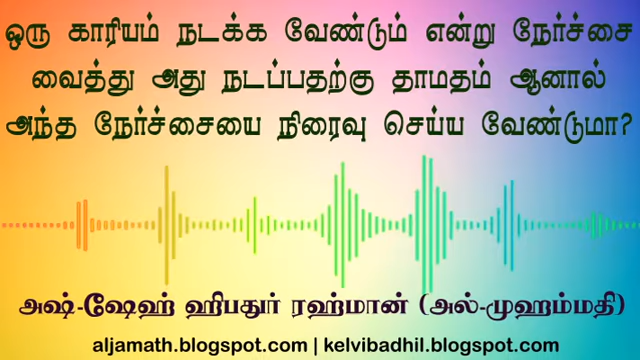 ஒரு காரியம் நடக்க வேண்டும் என்று நேர்ச்சை
வைத்து அது நடப்பதற்கு தாமதம் ஆனால்
அந்த நேர்ச்சையை நிரைவு செய்ய வேண்டுமா?
அஷ்-ஷேஹ் ஹிபதுர் ரஹ்மான் (அல்-முஹம்மதி)
aljamath.blogspot.com | kelvibadhil.blogspot.com